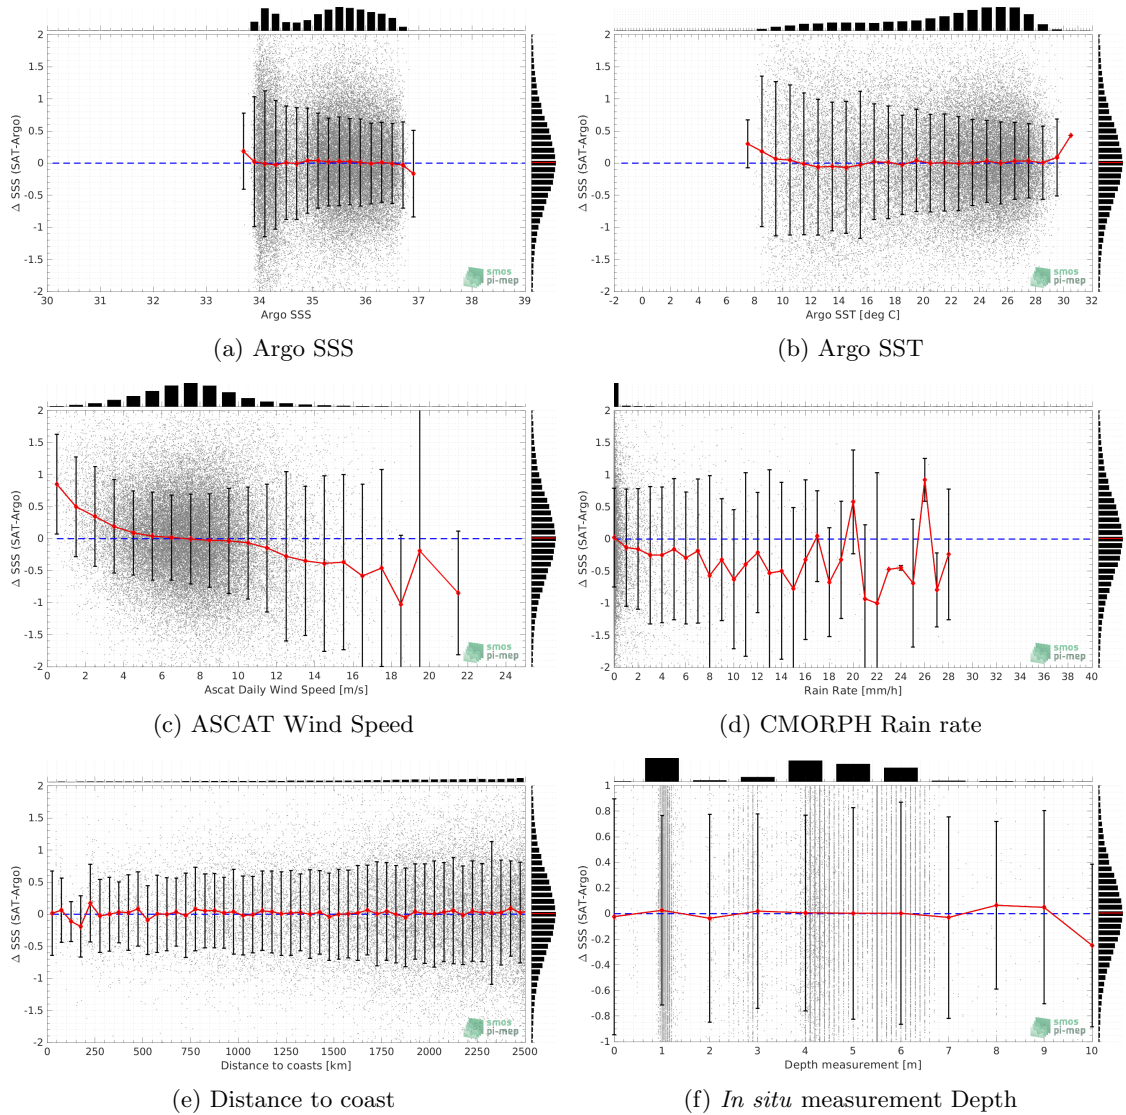 2
1.5
1
0.5
0
-0.5
-1
-1.5
-2
Δ SSS (SAT-Argo)
30 31 32 33 34 35 36 37 38 39
Argo SSS
smos
pi-mep
(a) Argo SSS
2
1.5
1
0.5
0
-0.5
-1
-1.5
-2
Δ SSS (SAT-Argo)
-2 0 2 4 6 8 10 12 14 16 18 20 22 24 26 28 30 32
Argo SST [deg C]
smos
pi-mep
(b) Argo SST
2
1.5
1
0.5
0
-0.5
-1
-1.5
-2
Δ SSS (SAT-Argo)
0 2 4 6 8 10 12 14 16 18 20 22 24
Ascat Daily Wind Speed [m/s]
smos
pi-mep
(c) ASCAT Wind Speed
2
1.5
1
0.5
0
-0.5
-1
-1.5
-2
Δ SSS (SAT-Argo)
0 2 4 6 8 10 12 14 16 18 20 22 24 26 28 30 32 34 36 38 40
Rain Rate [mm/h]
smos
pi-mep
(d) CMORPH Rain rate
2
1.5
1
0.5
0
-0.5
-1
-1.5
-2
Δ SSS (SAT-Argo)
0 250 500 750 1000 1250 1500 1750 2000 2250 2500
Distance to coasts [km]
smos
pi-mep
(e) Distance to coast
1
0.8
0.6
0.4
0.2
0
-0.2
-0.4
-0.6
-0.8
-1
Δ SSS (SAT-Argo)
0 1 2 3 4 5 6 7 8 9 10
Depth measurement [m]
smos
pi-mep
(f) In situ measurement Depth